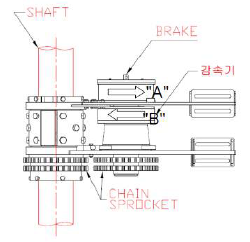 SHAFT
BRAKE
감속기
"A"
"B"
CHAIN
SPROCKET